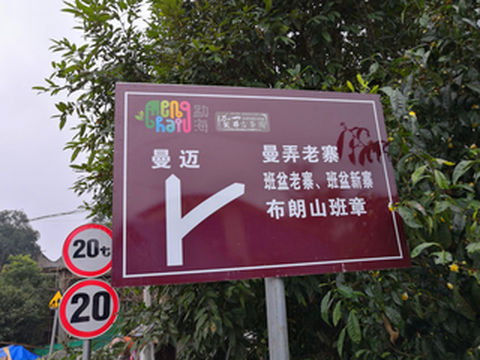 meng
hai
勐海
曼迈
曼弄老寨
班盆老寨、班盆新寨
布朗山班章
20t
20